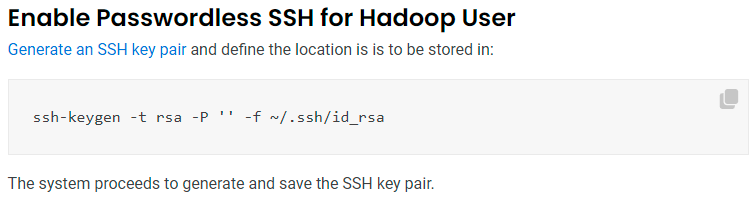 Enable Passwordless SSH for Hadoop User
Generate an SSH key pair and define the location is is to be stored in:
ssh-keygen -t rsa -P '' -f ~/.ssh/id_rsa
The system proceeds to generate and save the SSH key pair.